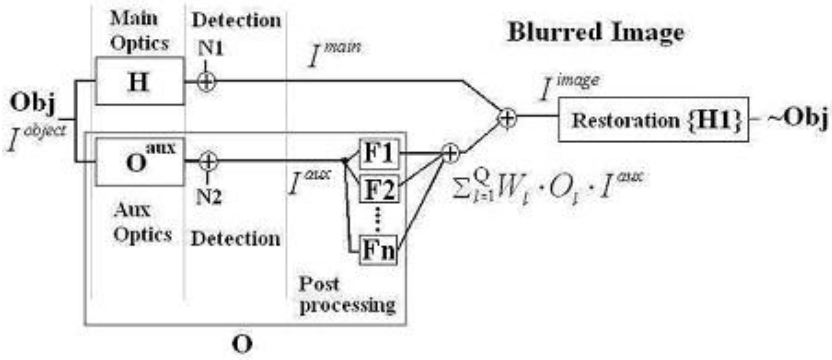 Main Optics
Detection
Blurred Image
N1
I^main
H
Obj
I^object
I^image
Restoration {H1}
~Obj
O^aux
F1
N2
I^aux
F2
∑_{l=1}^{Q} W_l · O_l · I^aux
Aux Optics
Detection
Fn
Post processing
O